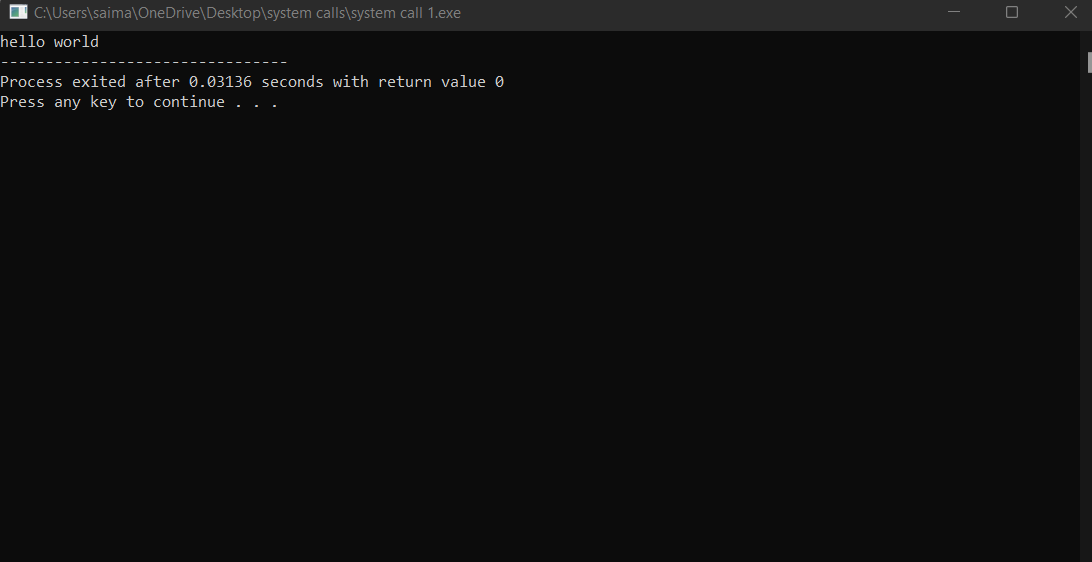 C:\Users\saima\OneDrive\Desktop\system calls\system call 1.exe
hello world
--------------------------------
Process exited after 0.03136 seconds with return value 0
Press any key to continue . . .